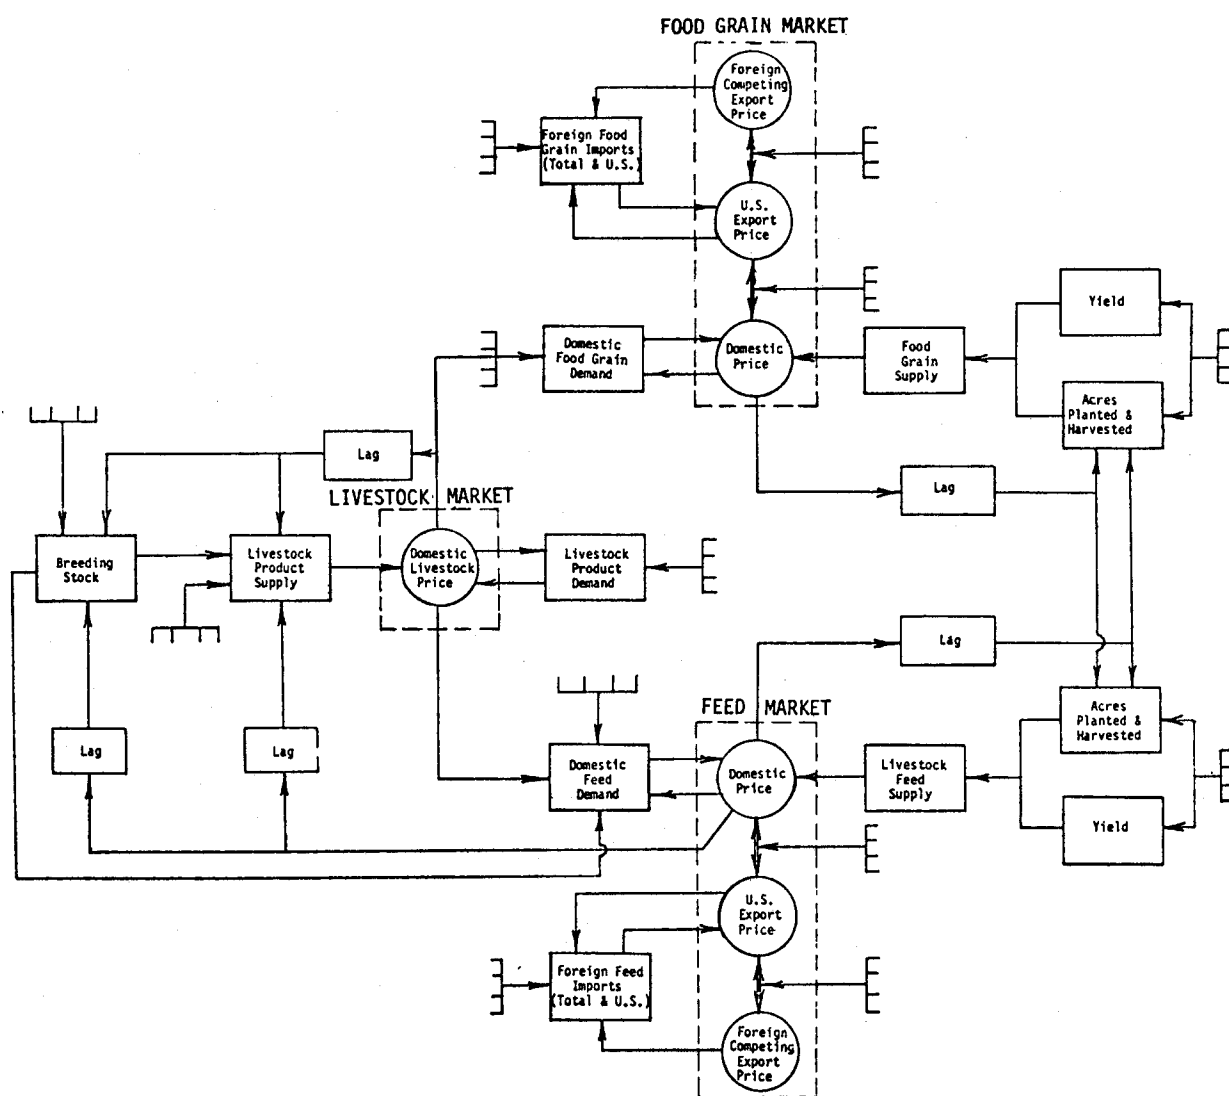 FOOD GRAIN MARKET
Foreign
Competing
Export
Price
Foreign Food
Grain Imports
(Total & U.S.)
U.S.
Export
Price
Yield
Domestic
Food Grain
Demand
Domestic
Price
Food
Grain
Supply
Acres
Planted &
Harvested
Lag
Lag
LIVESTOCK MARKET
Breeding
Stock
Livestock
Product
Supply
Domestic
Livestock
Price
Livestock
Product
Demand
Lag
FEED MARKET
Acres
Planted &
Harvested
Lag
Lag
Domestic
Feed
Demand
Domestic
Price
Livestock
Feed
Supply
Yield
U.S.
Export
Price
Foreign Feed
Imports
(Total & U.S.)
Foreign
Competing
Export
Price